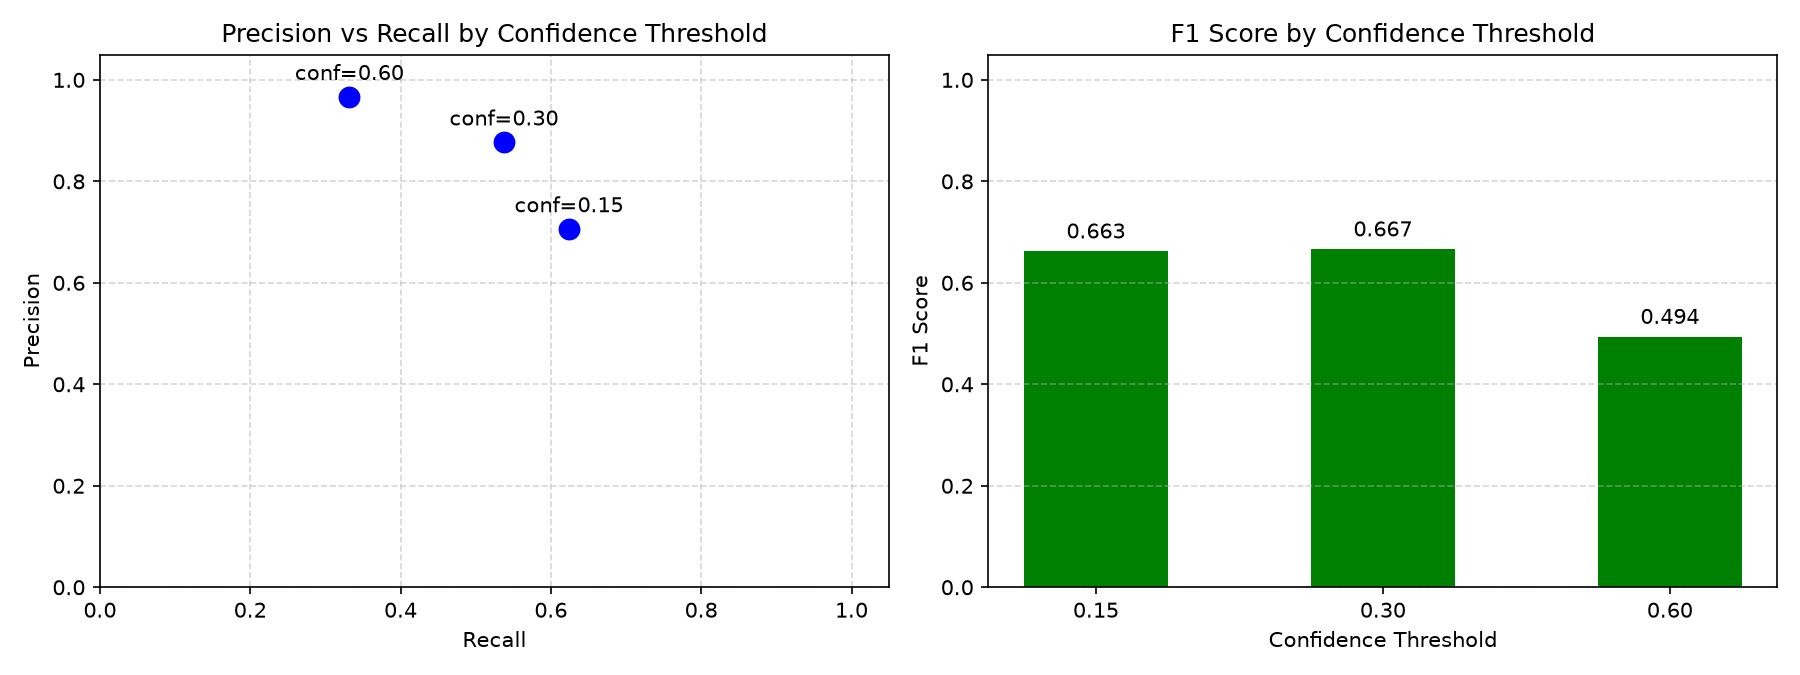 Precision vs Recall by Confidence Threshold
conf=0.60
conf=0.30
conf=0.15
1.0
0.8
0.6
0.4
0.2
0.0
Precision
0.0 0.2 0.4 0.6 0.8 1.0
Recall
F1 Score by Confidence Threshold
0.663
0.667
0.494
1.0
0.8
0.6
0.4
0.2
0.0
F1 Score
0.15 0.30 0.60
Confidence Threshold